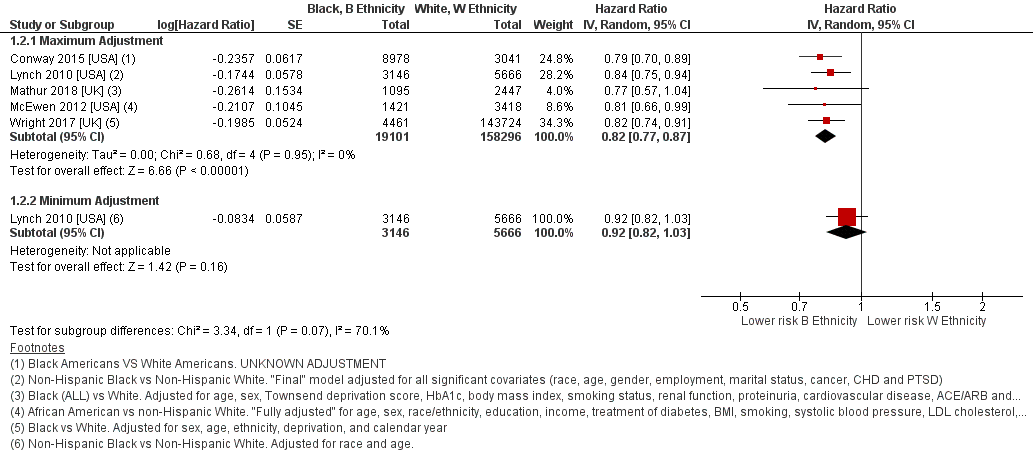 Black, B Ethnicity White, W Ethnicity Hazard Ratio Hazard Ratio
Study or Subgroup log[Hazard Ratio] SE Total Total Weight IV, Random, 95% CI IV, Random, 95% CI
1.2.1 Maximum Adjustment
Conway 2015 [USA] (1) -0.2357 0.0617 8978 3041 24.8% 0.79 [0.70, 0.89]
Lynch 2010 [USA] (2) -0.1744 0.0578 3146 5666 28.2% 0.84 [0.75, 0.94]
Mathur 2018 [UK] (3) -0.2614 0.1534 1095 2447 4.0% 0.77 [0.57, 1.04]
McEwen 2012 [USA] (4) -0.2107 0.1045 1421 3418 8.6% 0.81 [0.66, 0.99]
Wright 2017 [UK] (5) -0.1985 0.0524 4461 143724 34.3% 0.82 [0.74, 0.91]
Subtotal (95% CI) 19101 158296 100.0% 0.82 [0.77, 0.87]
Heterogeneity: Tau² = 0.00; Chi² = 0.68, df = 4 (P = 0.95); I² = 0%
Test for overall effect: Z = 6.66 (P < 0.00001)
1.2.2 Minimum Adjustment
Lynch 2010 [USA] (6) -0.0834 0.0587 3146 5666 100.0% 0.92 [0.82, 1.03]
Subtotal (95% CI) 3146 5666 100.0% 0.92 [0.82, 1.03]
Heterogeneity: Not applicable
Test for overall effect: Z = 1.42 (P = 0.16)
0.5 0.7 1 1.5 2
Lower risk B Ethnicity Lower risk W Ethnicity
Test for subgroup differences: Chi² = 3.34, df = 1 (P = 0.07), I² = 70.1%
Footnotes
(1) Black Americans VS White Americans. UNKNOWN ADJUSTMENT
(2) Non-Hispanic Black vs Non-Hispanic White. "Final" model adjusted for all significant covariates (race, age, gender, employment, marital status, cancer, CHD and PTSD)
(3) Black (ALL) vs White. Adjusted for age, sex, Townsend deprivation score, HbA1c, body mass index, smoking status, renal function, proteinuria, cardiovascular disease, ACE/ARB and...
(4) African American vs non-Hispanic White. "Fully adjusted" for age, sex, race/ethnicity, education, income, treatment of diabetes, BMI, smoking, systolic blood pressure, LDL cholesterol,...
(5) Black vs White. Adjusted for sex, age, ethnicity, deprivation, and calendar year
(6) Non-Hispanic Black vs Non-Hispanic White. Adjusted for race and age.